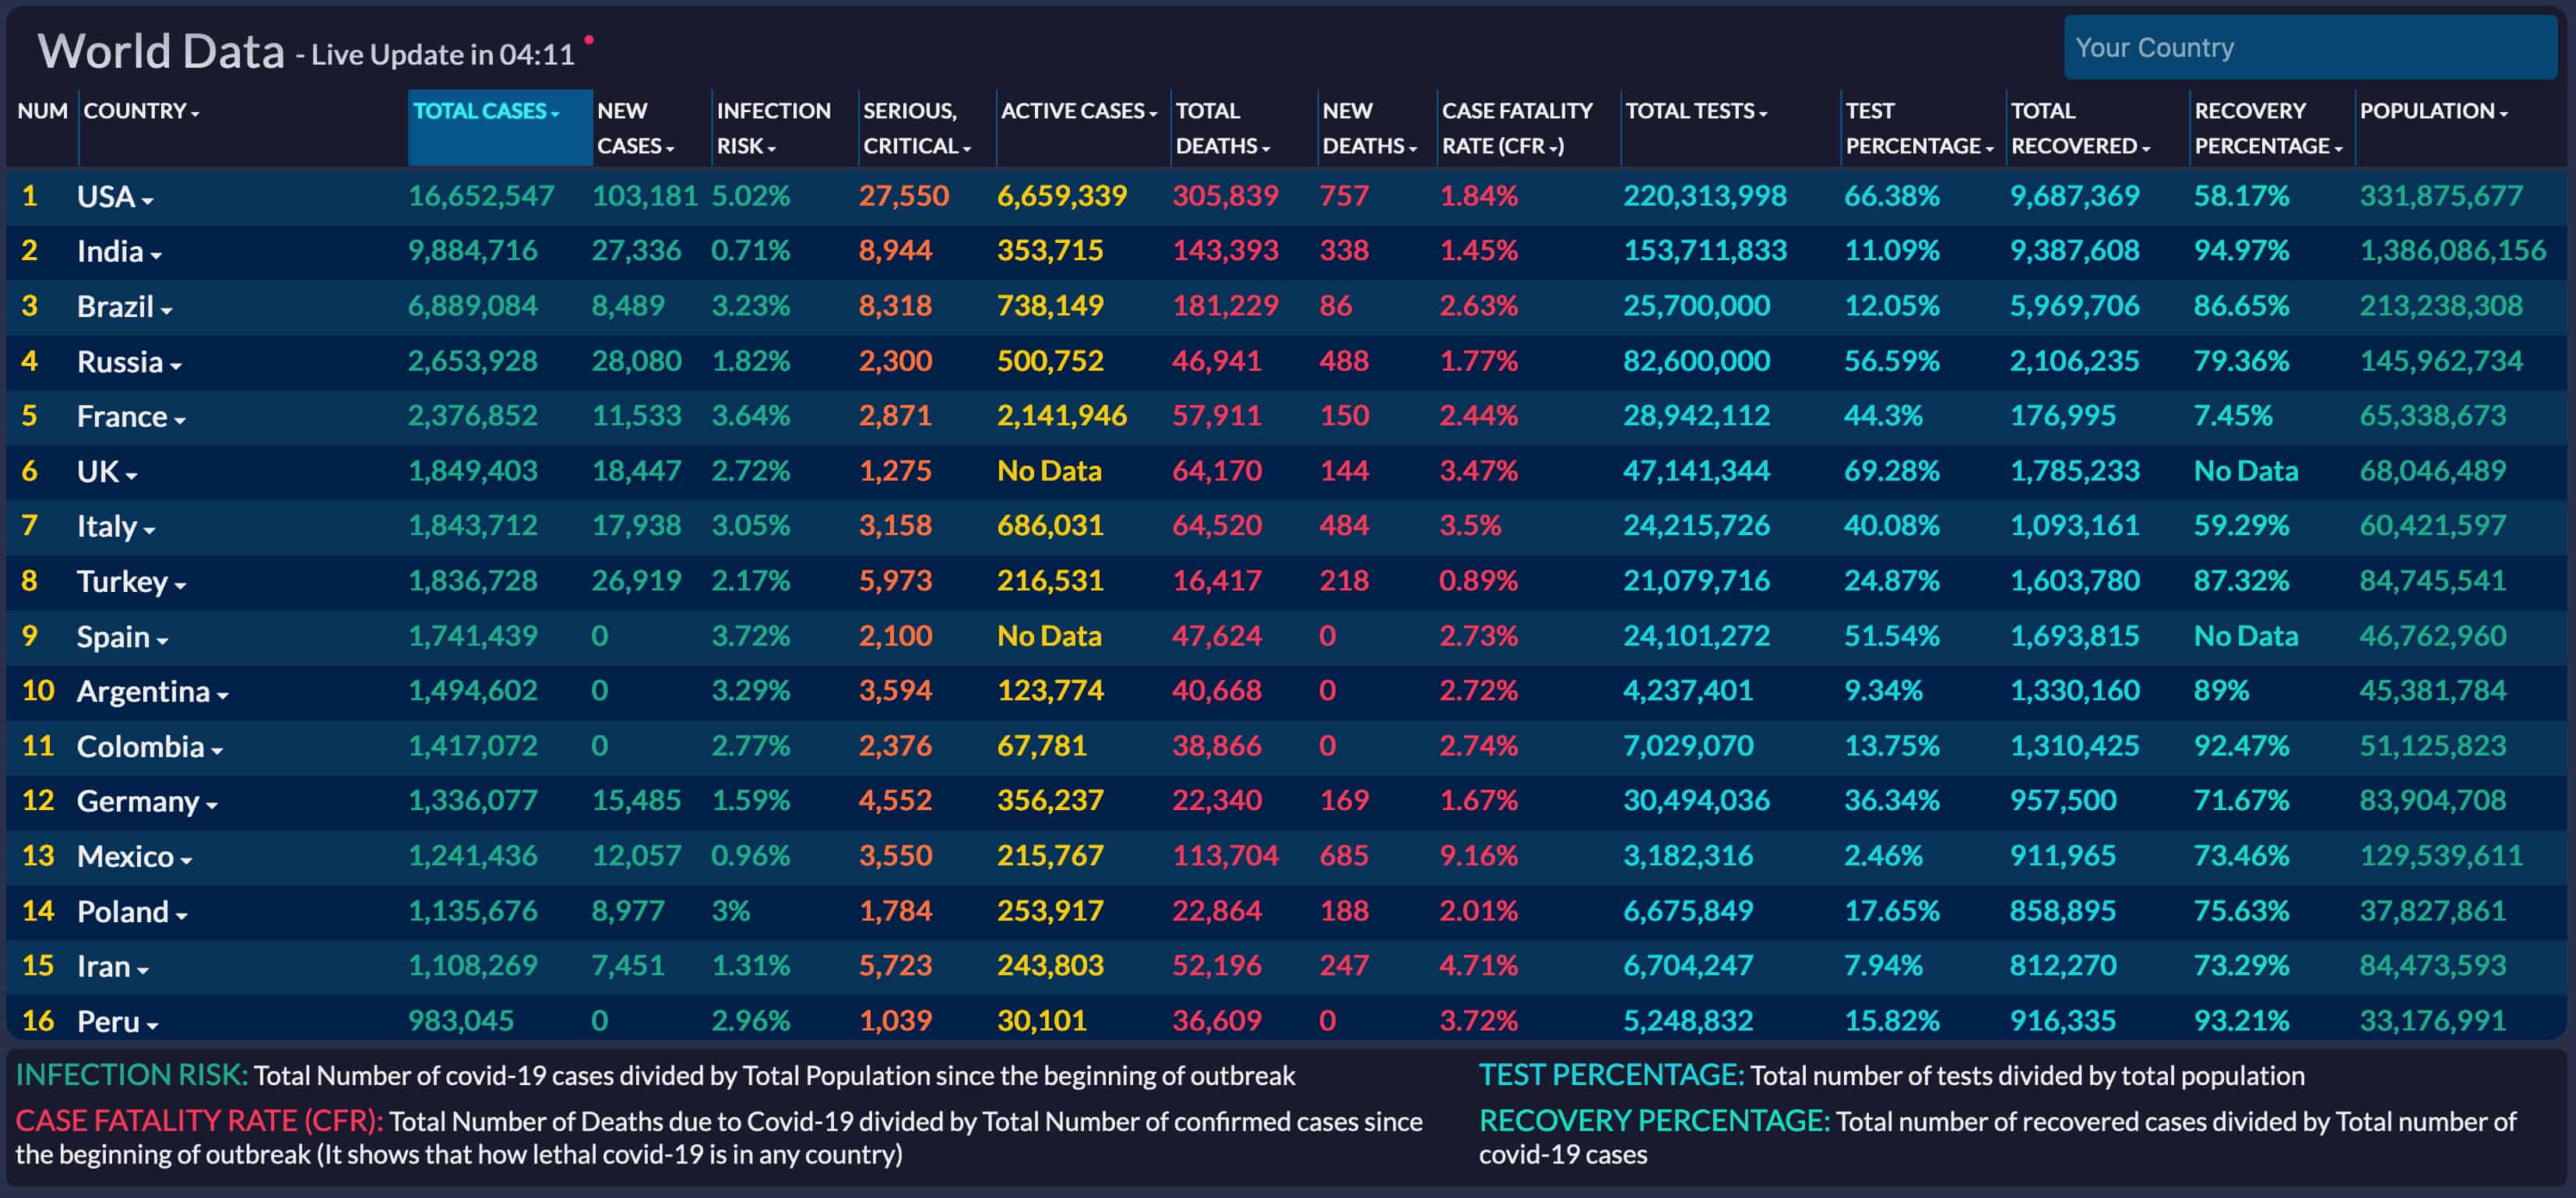 World Data - Live Update in 04:11
Your Country
NUM COUNTRY TOTAL CASES NEW CASES INFECTION RISK SERIOUS, CRITICAL ACTIVE CASES TOTAL DEATHS NEW DEATHS CASE FATALITY RATE (CFR) TOTAL TESTS TEST PERCENTAGE TOTAL RECOVERED RECOVERY PERCENTAGE POPULATION
1 USA 16,652,547 103,181 5.02% 27,550 6,659,339 305,839 757 1.84% 220,313,998 66.38% 9,687,369 58.17% 331,875,677
2 India 9,884,716 27,336 0.71% 8,944 353,715 143,393 338 1.45% 153,711,833 11.09% 9,387,608 94.97% 1,386,086,156
3 Brazil 6,889,084 8,489 3.23% 8,318 738,149 181,229 86 2.63% 25,700,000 12.05% 5,969,706 86.65% 213,238,308
4 Russia 2,653,928 28,080 1.82% 2,300 500,752 46,941 488 1.77% 82,600,000 56.59% 2,106,235 79.36% 145,962,734
5 France 2,376,852 11,533 3.64% 2,871 2,141,946 57,911 150 2.44% 28,942,112 44.3% 176,995 7.45% 65,338,673
6 UK 1,849,403 18,447 2.72% 1,275 No Data 64,170 144 3.47% 47,141,344 69.28% 1,785,233 No Data 68,046,489
7 Italy 1,843,712 17,938 3.05% 3,158 686,031 64,520 484 3.5% 24,215,726 40.08% 1,093,161 59.29% 60,421,597
8 Turkey 1,836,728 26,919 2.17% 5,973 216,531 16,417 218 0.89% 21,079,716 24.87% 1,603,780 87.32% 84,745,541
9 Spain 1,741,439 0 3.72% 2,100 No Data 47,624 0 2.73% 24,101,272 51.54% 1,693,815 No Data 46,762,960
10 Argentina 1,494,602 0 3.29% 3,594 123,774 40,668 0 2.72% 4,237,401 9.34% 1,330,160 89% 45,381,784
11 Colombia 1,417,072 0 2.77% 2,376 67,781 38,866 0 2.74% 7,029,070 13.75% 1,310,425 92.47% 51,125,823
12 Germany 1,336,077 15,485 1.59% 4,552 356,237 22,340 169 1.67% 30,494,036 36.34% 957,500 71.67% 83,904,708
13 Mexico 1,241,436 12,057 0.96% 3,550 215,767 113,704 685 9.16% 3,182,316 2.46% 911,965 73.46% 129,539,611
14 Poland 1,135,676 8,977 3% 1,784 253,917 22,864 188 2.01% 6,675,849 17.65% 858,895 75.63% 37,827,861
15 Iran 1,108,269 7,451 1.31% 5,723 243,803 52,196 247 4.71% 6,704,247 7.94% 812,270 73.29% 84,473,593
16 Peru 983,045 0 2.96% 1,039 30,101 36,609 0 3.72% 5,248,832 15.82% 916,335 93.21% 33,176,991
INFECTION RISK: Total Number of covid-19 cases divided by Total Population since the beginning of outbreak
CASE FATALITY RATE (CFR): Total Number of Deaths due to Covid-19 divided by Total Number of confirmed cases since
the beginning of outbreak (It shows that how lethal covid-19 is in any country)
TEST PERCENTAGE: Total number of tests divided by total population
RECOVERY PERCENTAGE: Total number of recovered cases divided by Total number of
covid-19 cases